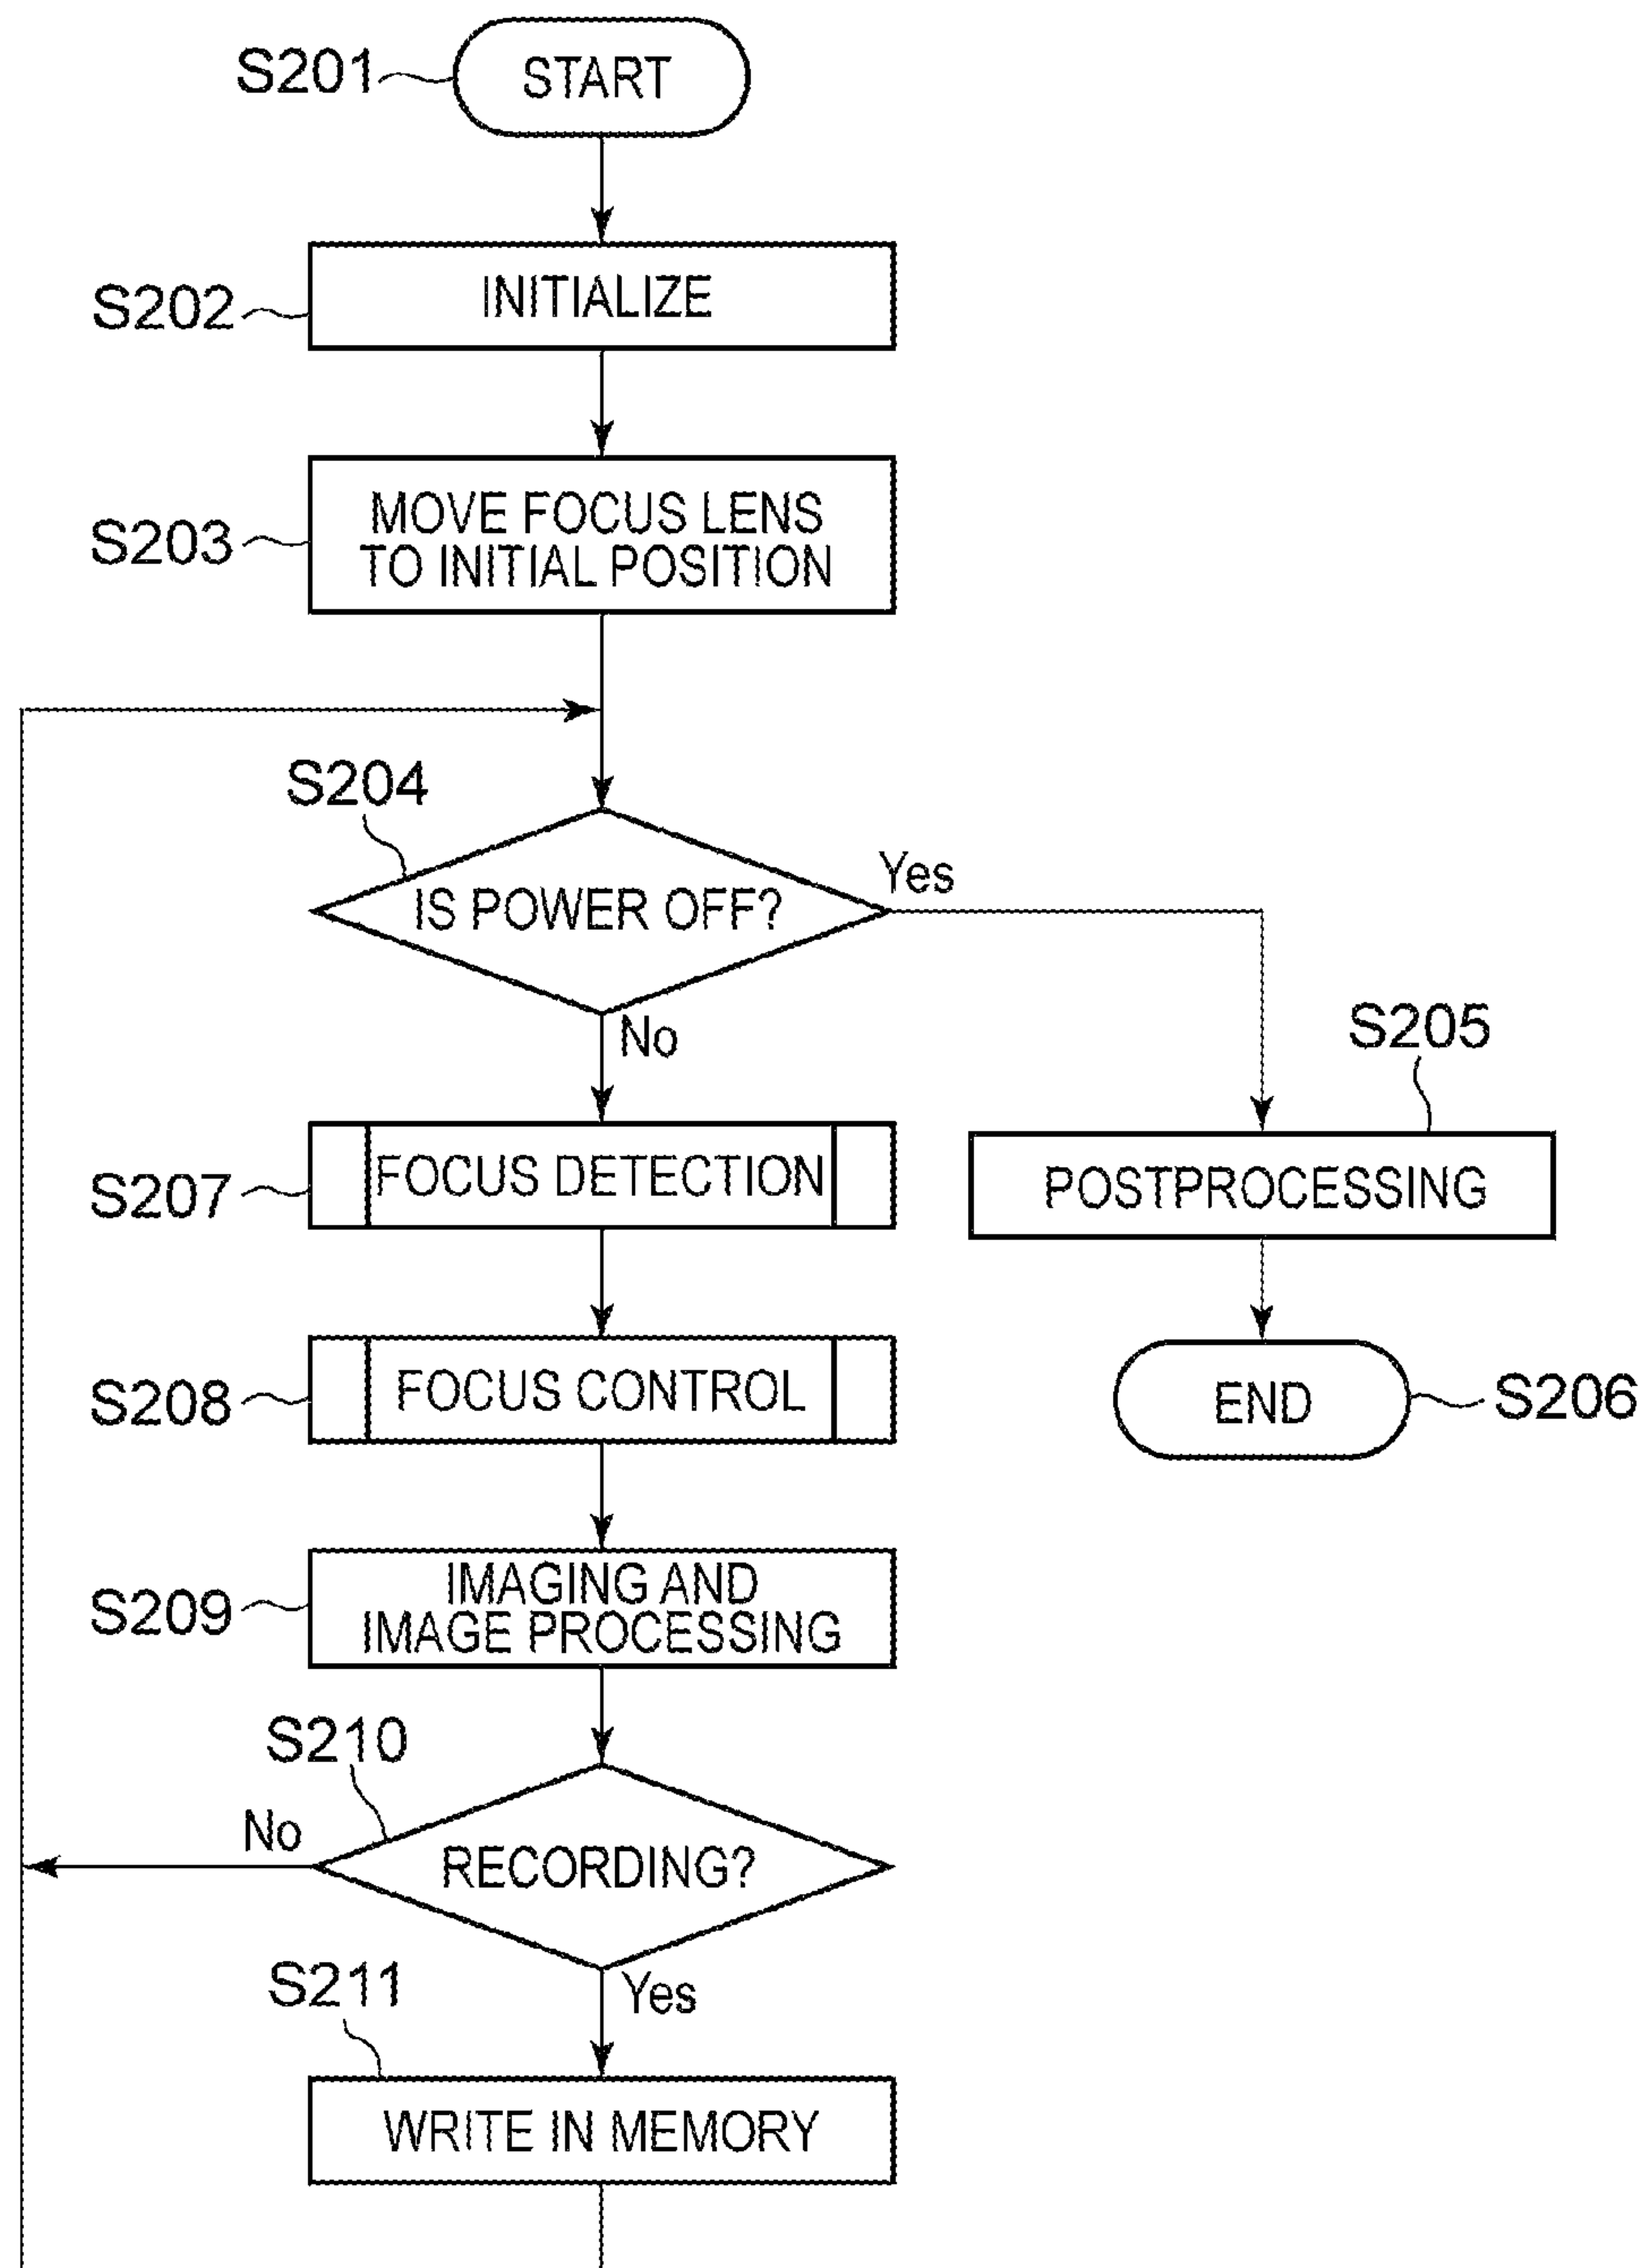 S201
START
S202
INITIALIZE
S203
MOVE FOCUS LENS
TO INITIAL POSITION
S204
IS POWER OFF?
Yes
No
S205
POSTPROCESSING
S207
FOCUS DETECTION
S208
FOCUS CONTROL
END
S206
S209
IMAGING AND
IMAGE PROCESSING
S210
No
RECORDING?
Yes
S211
WRITE IN MEMORY